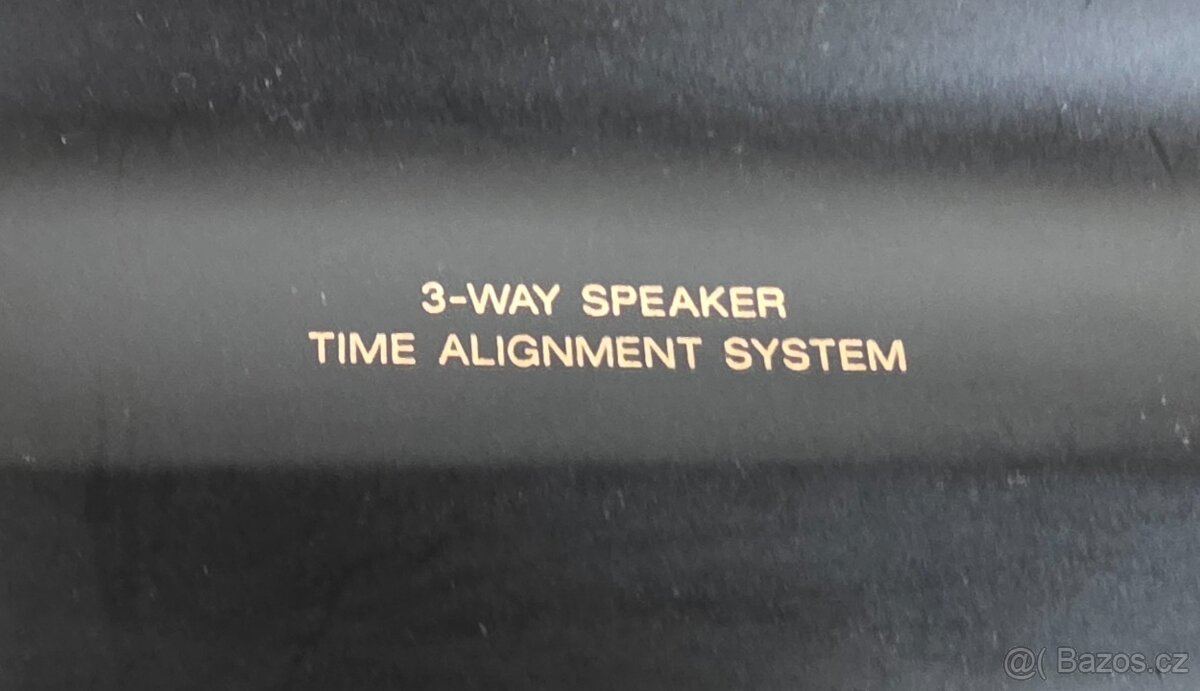 3-WAY SPEAKER
TIME ALIGNMENT SYSTEM
@( Bazos.cz